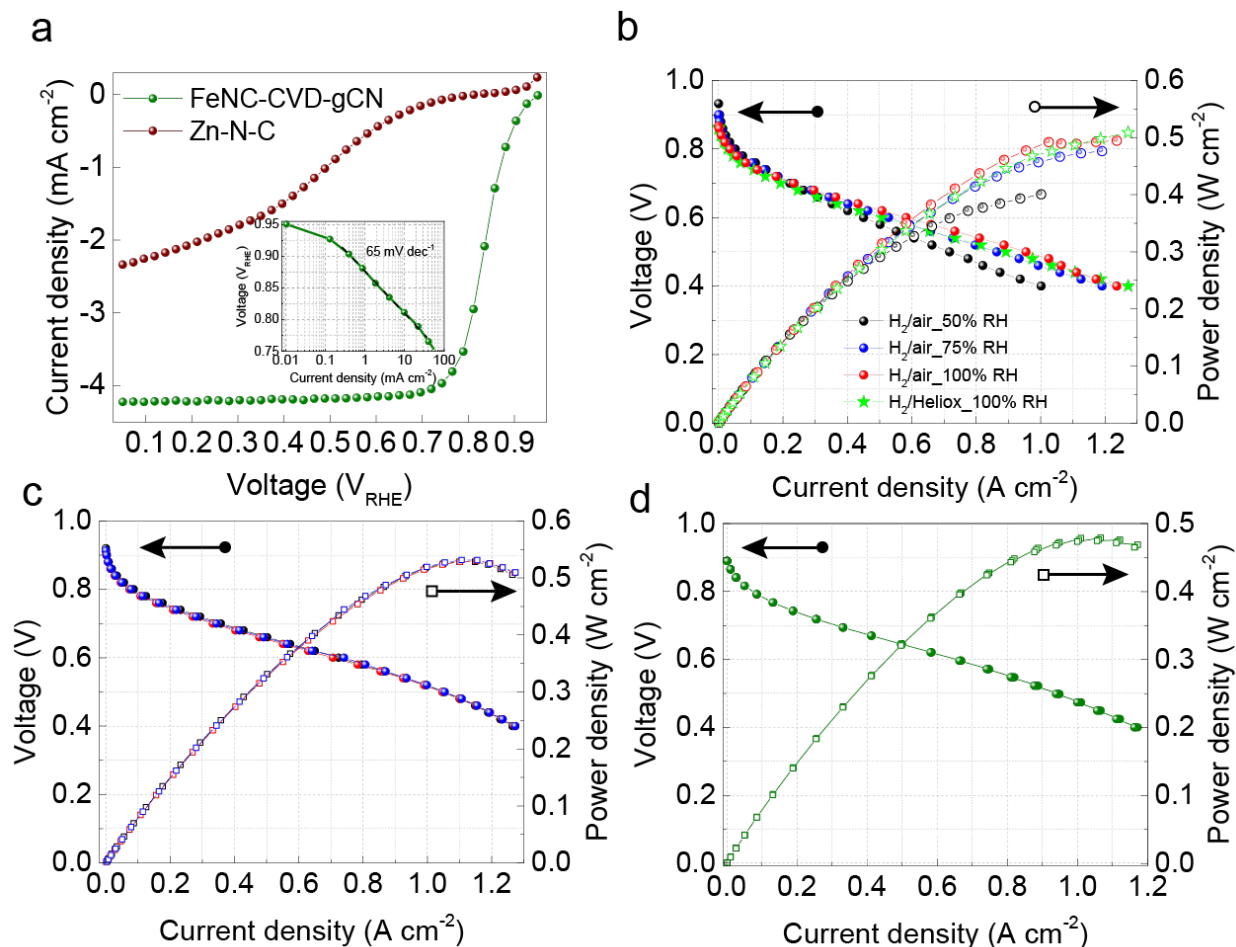 a
0
-1
-2
-3
-4
Current density (mA cm⁻²)
FeNC-CVD-gCN
Zn-N-C
0.95
0.90
0.85
0.80
0.75
Voltage (V_RHE)
65 mV dec⁻¹
0.01 0.1 1 10 100
Current density (mA cm⁻²)
0.1 0.2 0.3 0.4 0.5 0.6 0.7 0.8 0.9
Voltage (V_RHE)
b
1.0
0.8
0.6
0.4
0.2
0.0
Voltage (V)
H₂/air_50% RH
H₂/air_75% RH
H₂/air_100% RH
H₂/Heliox_100% RH
0.6
0.5
0.4
0.3
0.2
0.1
0.0
Power density (W cm⁻²)
0.0 0.2 0.4 0.6 0.8 1.0 1.2
Current density (A cm⁻²)
c
1.0
0.8
0.6
0.4
0.2
0.0
Voltage (V)
0.6
0.5
0.4
0.3
0.2
0.1
0.0
Power density (W cm⁻²)
0.0 0.2 0.4 0.6 0.8 1.0 1.2
Current density (A cm⁻²)
d
1.0
0.8
0.6
0.4
0.2
0.0
Voltage (V)
0.5
0.4
0.3
0.2
0.1
0.0
Power density (W cm⁻²)
0.0 0.2 0.4 0.6 0.8 1.0 1.2
Current density (A cm⁻²)